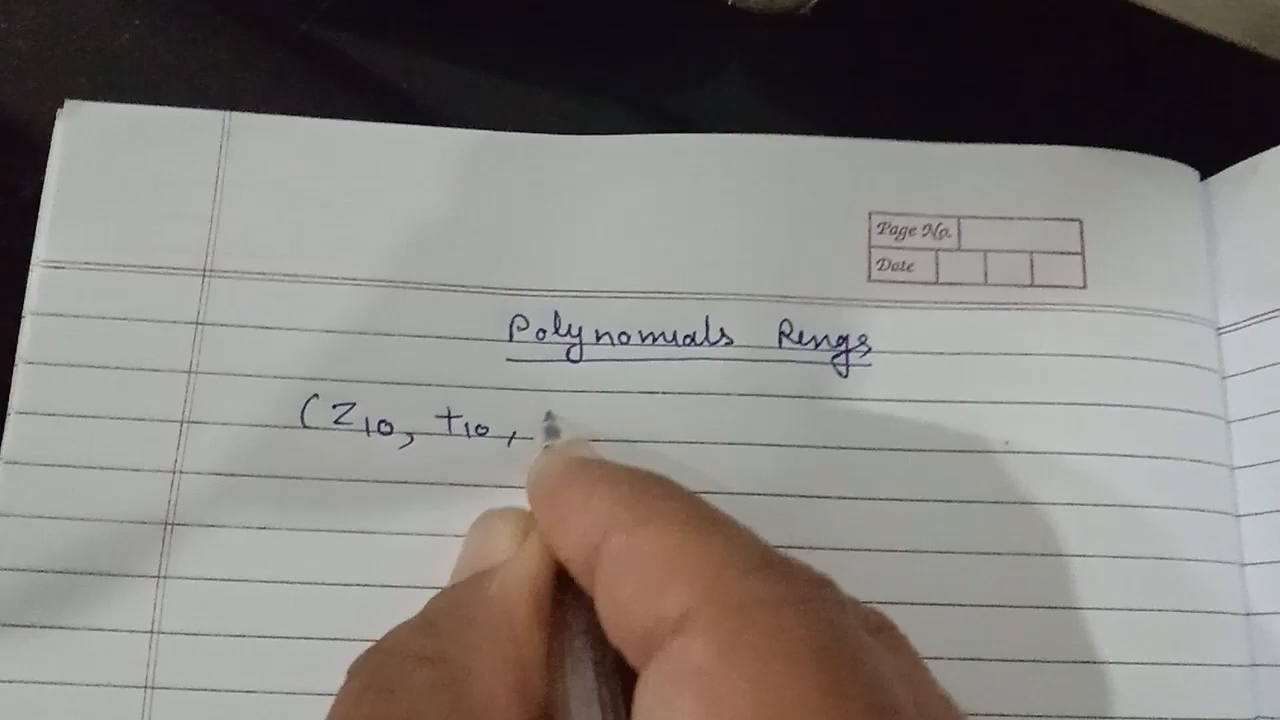 Page No.
Date
Polynomials Rings
(Z10, +10,